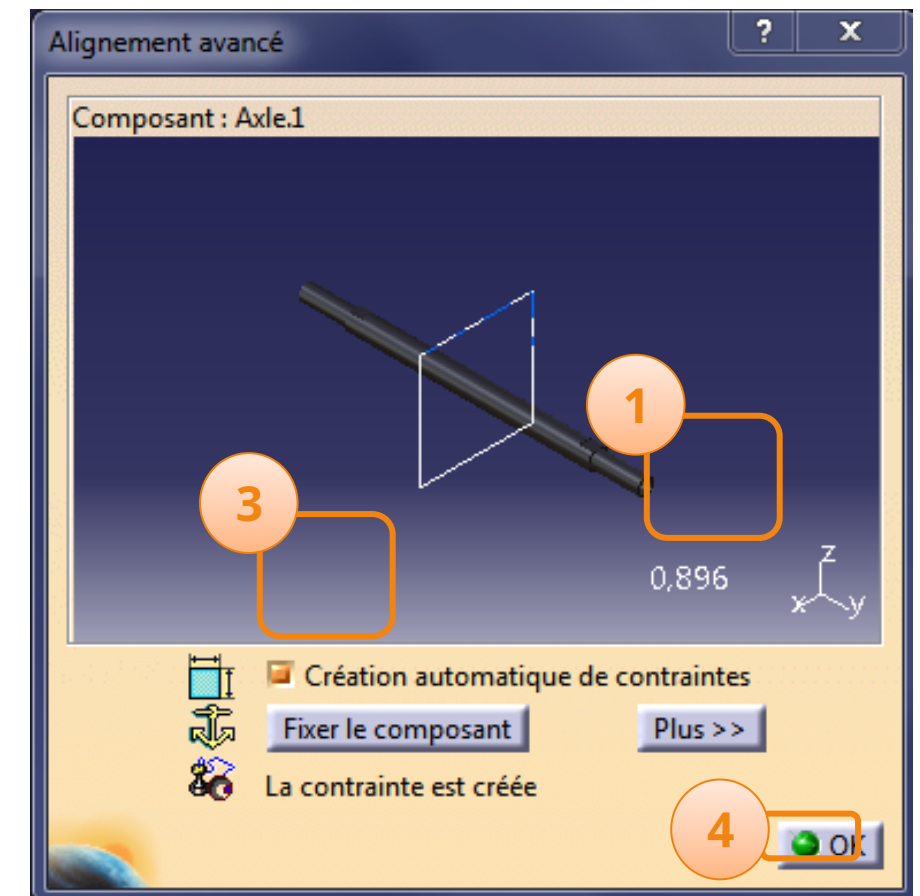 Alignement avancé
? x
Composant : Axle.1
1
3
0,896
z
x y
Création automatique de contraintes
Fixer le composant Plus >>
La contrainte est créée
4 OK